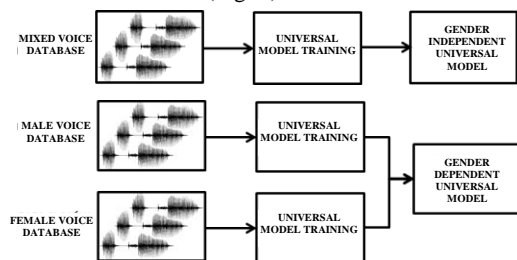 MIXED VOICE
DATABASE
UNIVERSAL
MODEL TRAINING
GENDER
INDEPENDENT
UNIVERSAL
MODEL
MALE VOICE
DATABASE
UNIVERSAL
MODEL TRAINING
GENDER
DEPENDENT
UNIVERSAL
MODEL
FEMALE VOICE
DATABASE
UNIVERSAL
MODEL TRAINING